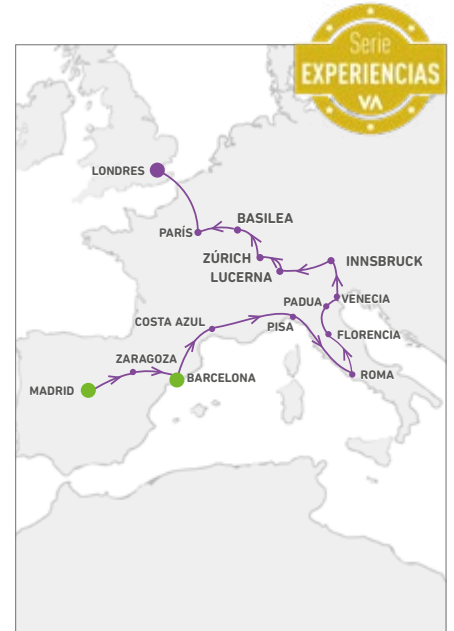 Serie
EXPERIENCIAS
VA
LONDRES
BASILEA
PARÍS
ZÚRICH
INNSBRUCK
LUCERNA
PADUA
VENECIA
COSTA AZUL
PISA
FLORENCIA
ZARAGOZA
ROMA
BARCELONA
MADRID